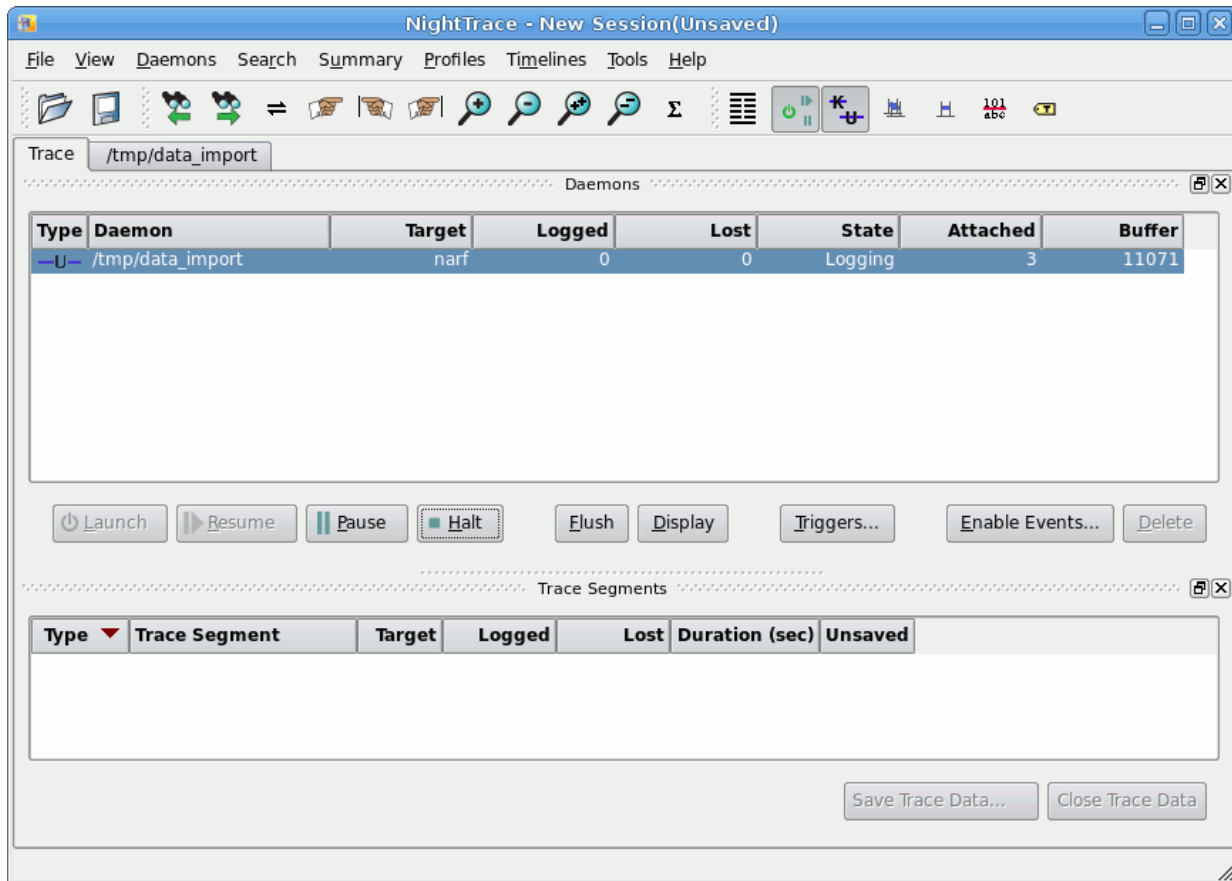 NightTrace - New Session(Unsaved)
File View Daemons Search Summary Profiles Timelines Tools Help
Σ K U 101 abc T
Trace /tmp/data_import
Daemons
Type Daemon Target Logged Lost State Attached Buffer
U /tmp/data_import narf 0 0 Logging 3 11071
Launch Resume Pause Halt Flush Display Triggers... Enable Events... Delete
Trace Segments
Type Trace Segment Target Logged Lost Duration (sec) Unsaved
Save Trace Data... Close Trace Data